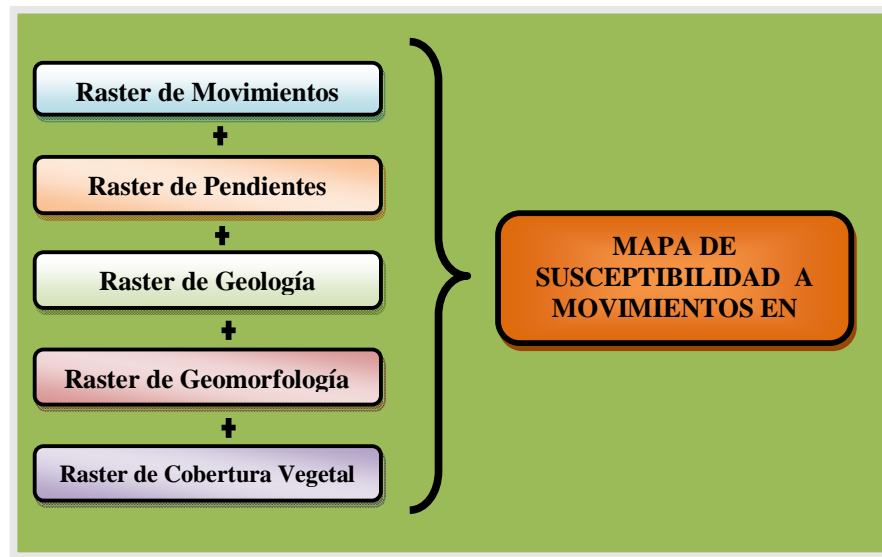 Raster de Movimientos
+
Raster de Pendientes
+
Raster de Geología
+
Raster de Geomorfología
+
Raster de Cobertura Vegetal
MAPA DE
SUSCEPTIBILIDAD A
MOVIMIENTOS EN